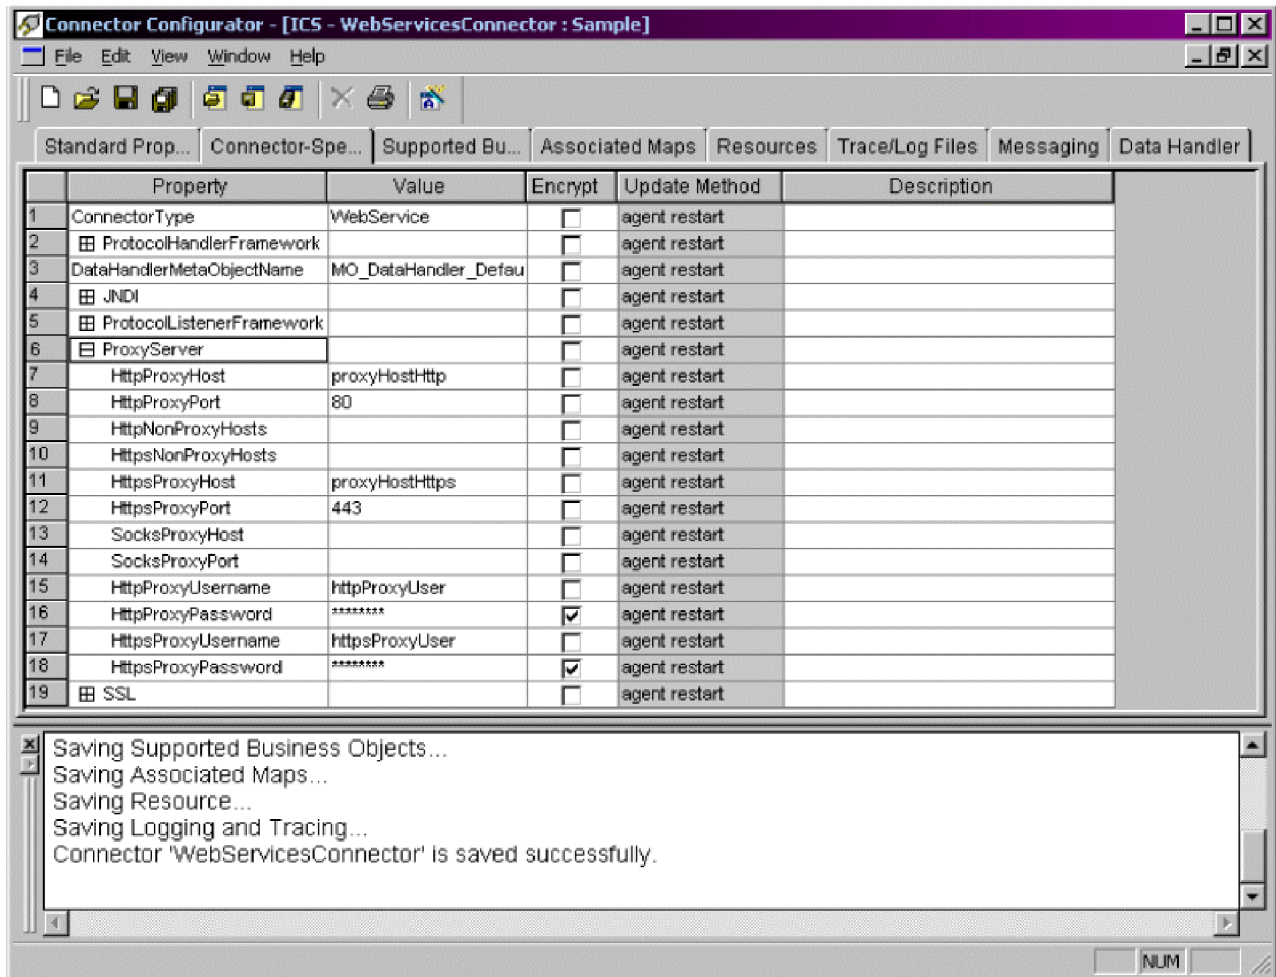 Connector Configurator - [ICS - WebServicesConnector : Sample]
File Edit View Window Help
Standard Prop... Connector-Spe... Supported Bu... Associated Maps Resources Trace/Log Files Messaging Data Handler
Property Value Encrypt Update Method Description
1 ConnectorType WebService agent restart
2 ProtocolHandlerFramework agent restart
3 DataHandlerMetaObjectName MO_DataHandler_Defau agent restart
4 JNDI agent restart
5 ProtocolListenerFramework agent restart
6 ProxyServer agent restart
7 HttpProxyHost proxyHostHttp agent restart
8 HttpProxyPort 80 agent restart
9 HttpNonProxyHosts agent restart
10 HttpsNonProxyHosts agent restart
11 HttpsProxyHost proxyHostHttps agent restart
12 HttpsProxyPort 443 agent restart
13 SocksProxyHost agent restart
14 SocksProxyPort agent restart
15 HttpProxyUsername httpProxyUser agent restart
16 HttpProxyPassword ******** agent restart
17 HttpsProxyUsername httpsProxyUser agent restart
18 HttpsProxyPassword ******** agent restart
19 SSL agent restart
Saving Supported Business Objects...
Saving Associated Maps...
Saving Resource...
Saving Logging and Tracing...
Connector 'WebServicesConnector' is saved successfully.
NUM